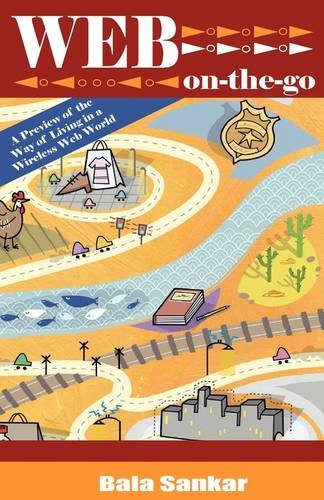 WEB
on-the-go
A Preview of the
Way of Living in a
Wireless Web World
Bala Sankar